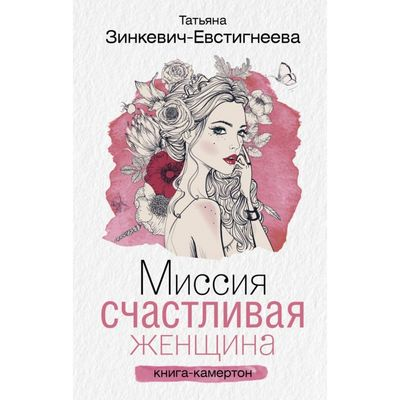 Татьяна
Зинкевич-Евстигнеева
Миссия
счастливая
женщина
книга-камертон